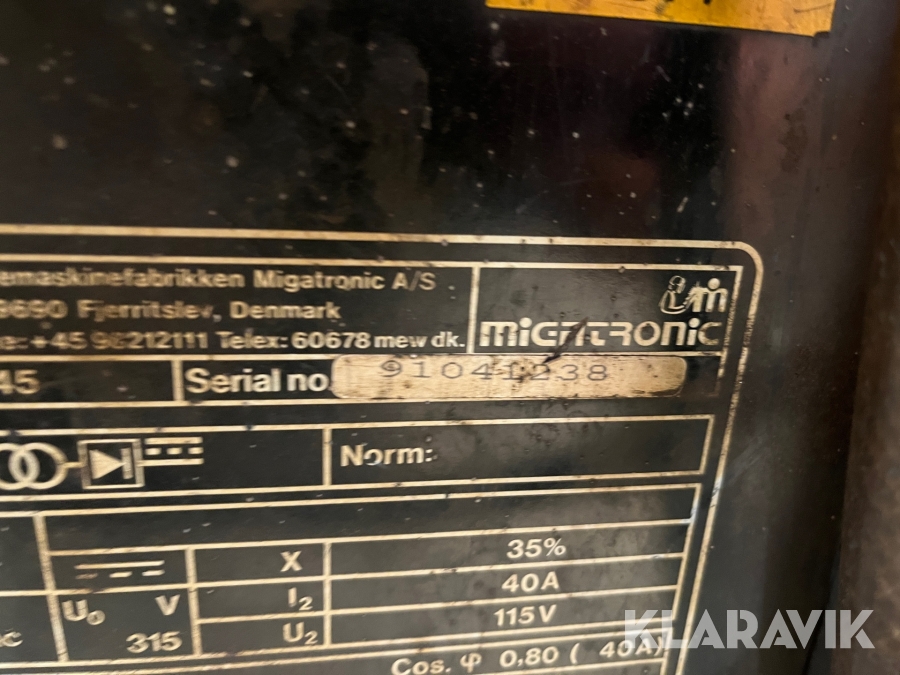 emaskinefabrikken Migatronic A/S
9690 Fjerritslev, Denmark
e: +45 98212111 Telex: 60678 mew dk.
MIGATRONIC
45
Serial no. 91041238
Norm:
X 35%
I2 40A
U0 V
315
U2 115V
Cos. φ 0,80 ( 40A)
KLARAVIK